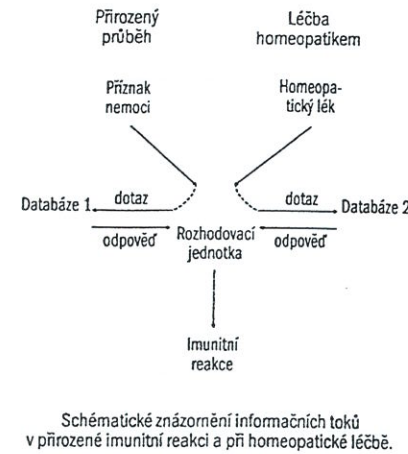 Přirozený
průběh
Léčba
homeopatikem
Příznak
nemoci
Homeopa-
tický lék
Databáze 1
dotaz
odpověď
Rozhodovací
jednotka
dotaz
odpověď
Databáze 2
Imunitní
reakce
Schématické znázornění informačních toků
v přirozené imunitní reakci a při homeopatické léčbě.